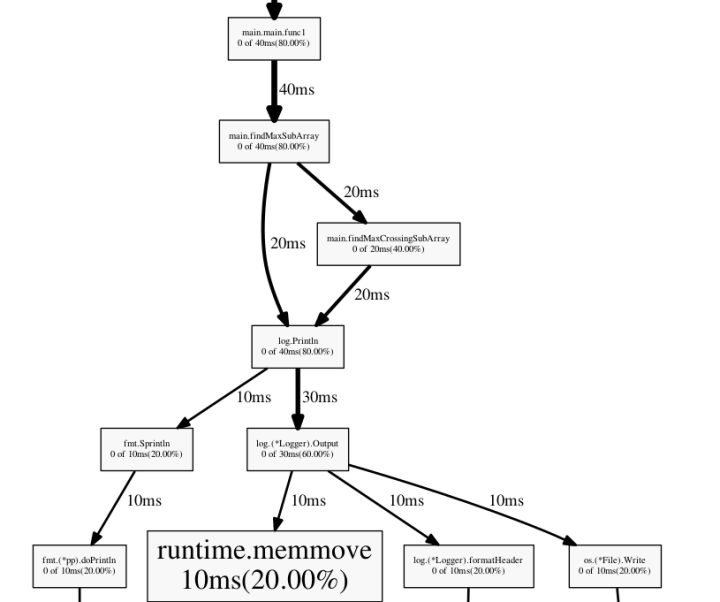 main.main.func1
0 of 40ms(80.00%)
40ms
main.findMaxSubArray
0 of 40ms(80.00%)
20ms
main.findMaxCrossingSubArray
0 of 20ms(40.00%)
20ms
20ms
log.Println
0 of 40ms(80.00%)
10ms
30ms
fmt.Sprintln
0 of 10ms(20.00%)
log.(*Logger).Output
0 of 30ms(60.00%)
10ms
10ms
10ms
10ms
fmt.(*pp).doPrintln
0 of 10ms(20.00%)
runtime.memmove
10ms(20.00%)
log.(*Logger).formatHeader
0 of 10ms(20.00%)
os.(*File).Write
0 of 10ms(20.00%)